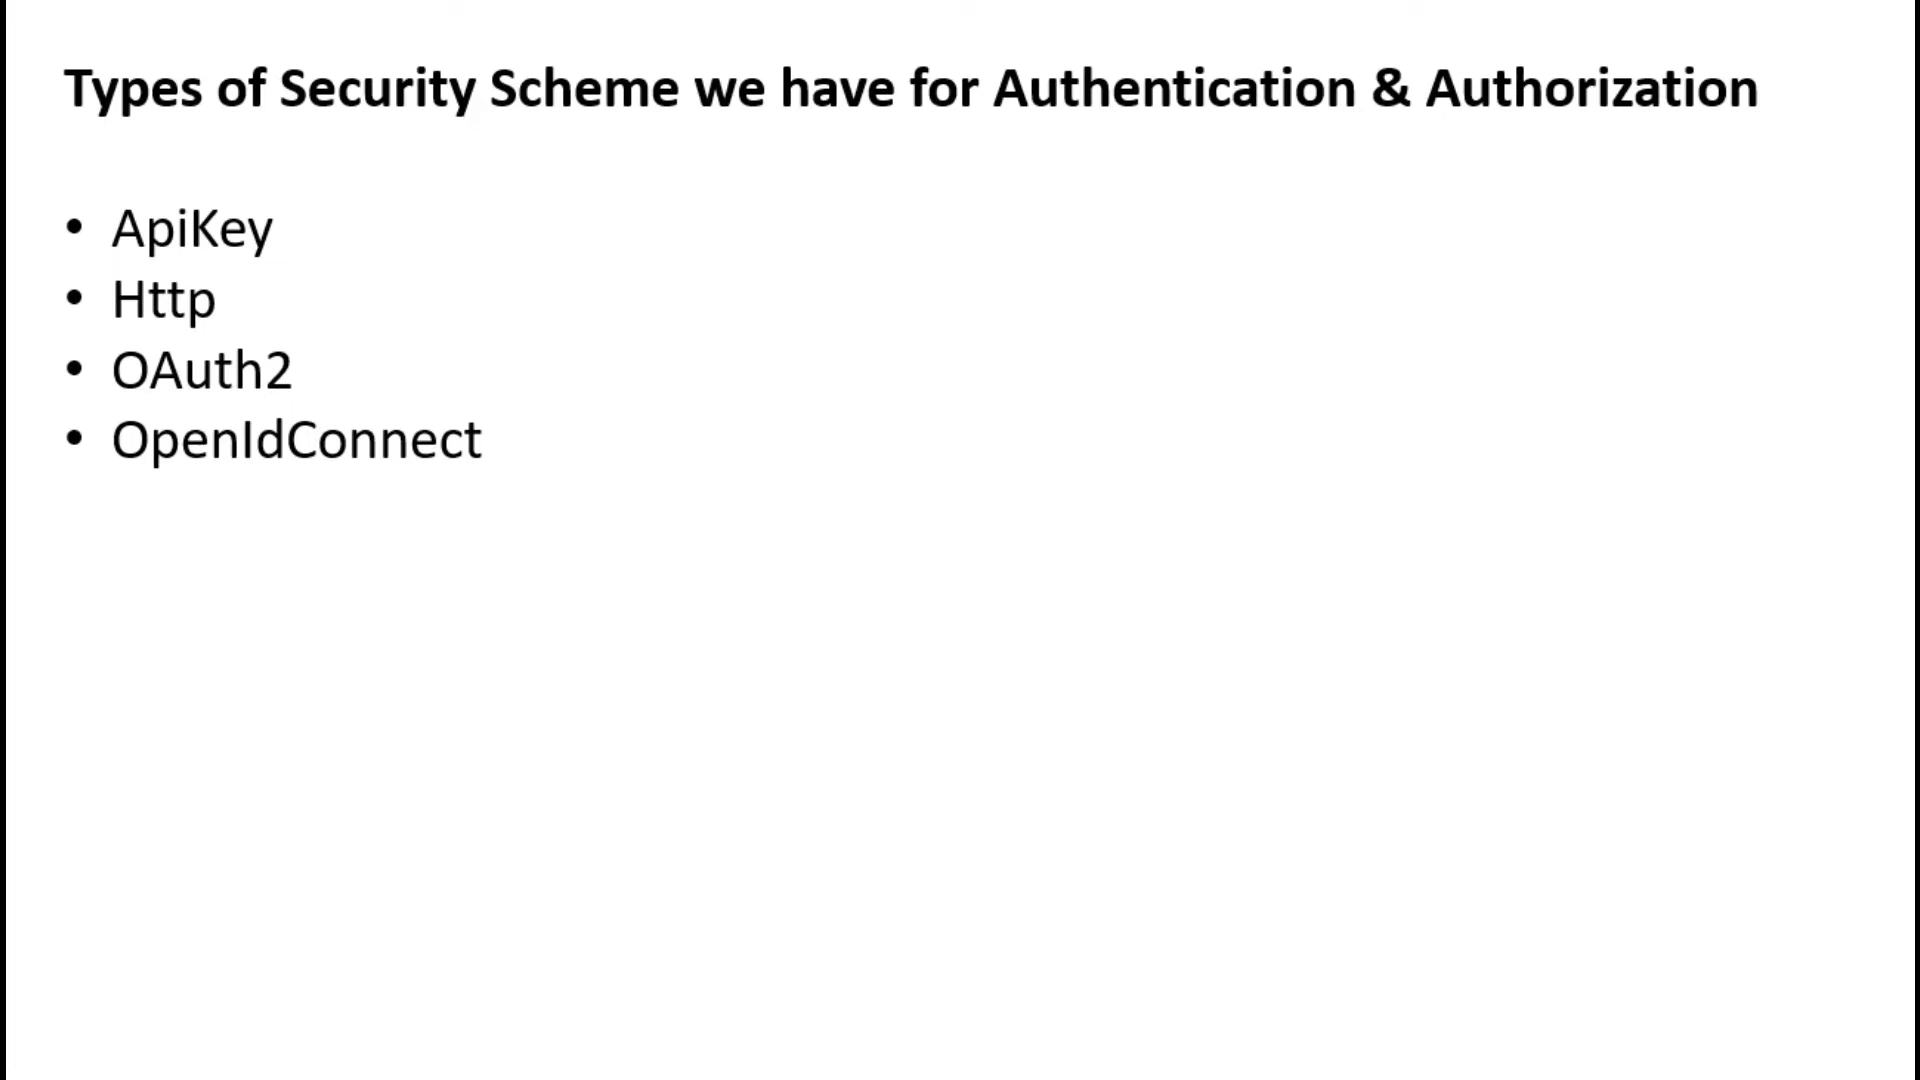 Types of Security Scheme we have for Authentication & Authorization
• ApiKey
• Http
• OAuth2
• OpenIdConnect